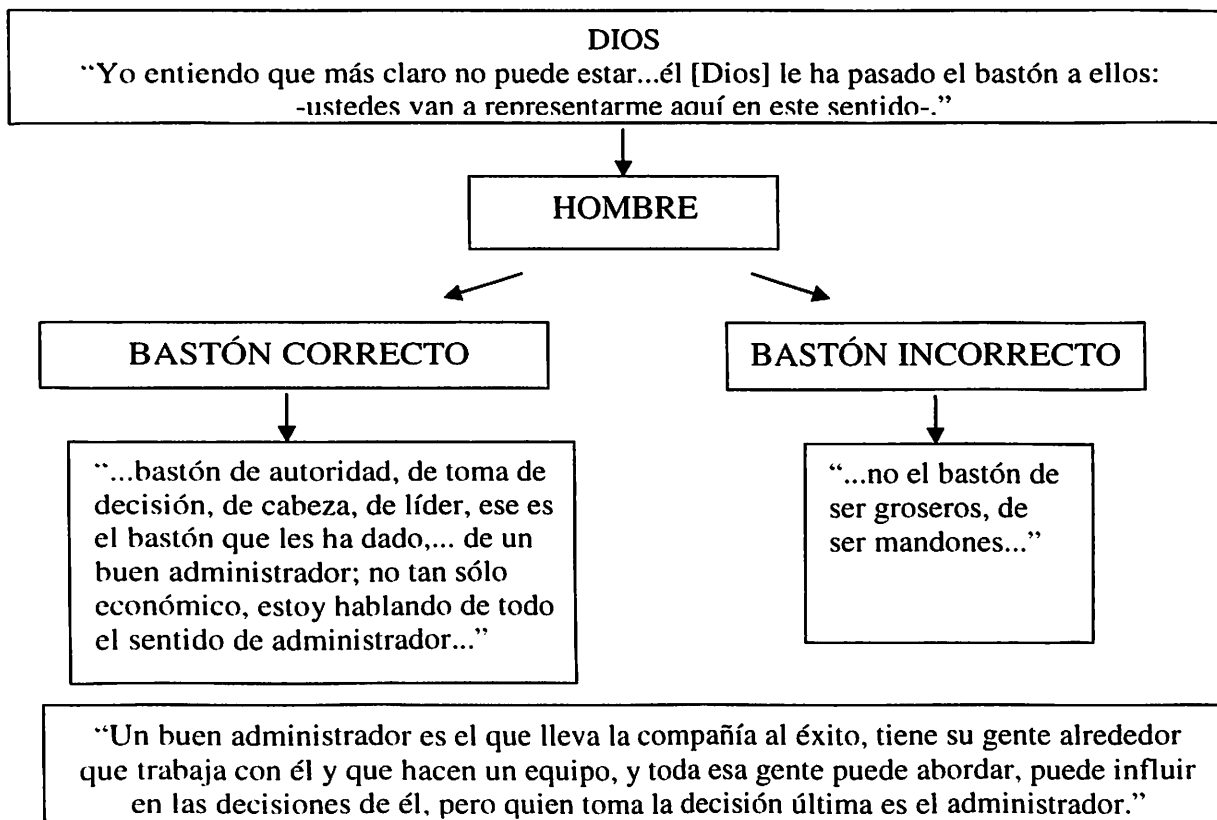 DIOS
“Yo entiendo que más claro no puede estar...él [Dios] le ha pasado el bastón a ellos:
-ustedes van a representarme aquí en este sentido-.”
HOMBRE
BASTÓN CORRECTO
BASTÓN INCORRECTO
“...bastón de autoridad, de toma de
decisión, de cabeza, de líder, ese es
el bastón que les ha dado,... de un
buen administrador; no tan sólo
económico, estoy hablando de todo
el sentido de administrador...”
“...no el bastón de
ser groseros, de
ser mandones...”
“Un buen administrador es el que lleva la compañía al éxito, tiene su gente alrededor
que trabaja con él y que hacen un equipo, y toda esa gente puede abordar, puede influir
en las decisiones de él, pero quien toma la decisión última es el administrador.”